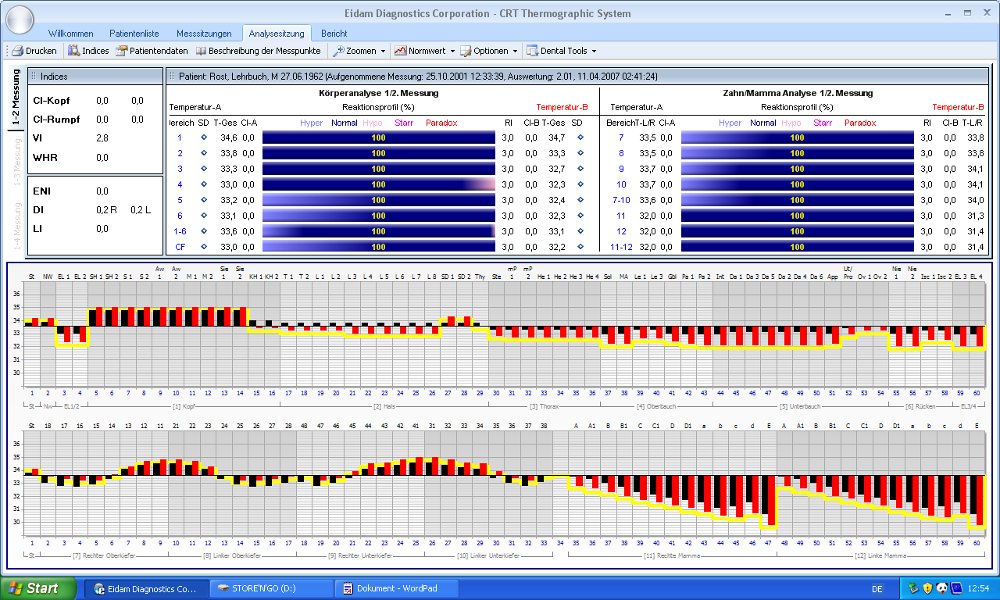 Eidam Diagnostics Corporation - CRT Thermographic System
Willkommen Patientenliste Messsitzungen Analysesitzung Bericht
Drucken Indices Patientendaten Beschreibung der Messpunkte Zoomen Normwert Optionen Dental Tools
1-2 Messung
1-3 Messung
1-4 Messung
Indices
CI-Kopf 0,0 0,0
CI-Rumpf 0,0 0,0
VI 2,8
WHR 0,0
ENI 0,0
DI 0,2 R 0,2 L
LI 0,0
Patient: Rost, Lehrbuch, M 27.06.1962 (Aufgenommene Messung: 25.10.2001 12:33:39, Auswertung: 2.01, 11.04.2007 02:41:24)
Körperanalyse 1/2. Messung
Temperatur-A Reaktionsprofil (%) Temperatur-B
ereich SD T-Ges CI-A Hyper Normal Hypo Starr Paradox RI CI-B T-Ges SD
1 34,6 0,0 100 3,0 0,0 34,7
2 33,8 0,0 100 3,0 0,0 33,3
3 33,3 0,0 100 3,0 0,0 32,7
4 33,0 0,0 100 3,0 0,0 32,3
5 33,2 0,0 100 3,0 0,0 32,4
6 33,1 0,0 100 3,0 0,0 32,3
1-6 33,6 0,0 100 3,0 0,0 33,1
CF 33,0 0,0 100 3,0 0,0 32,2
Zahn/Mamma Analyse 1/2. Messung
Temperatur-A Reaktionsprofil (%) Temperatur-B
Bereich T-L/R CI-A Hyper Normal Hypo Starr Paradox RI CI-B T-L/R
7 33,5 0,0 100 3,0 0,0 33,8
8 33,5 0,0 100 3,0 0,0 33,8
9 33,7 0,0 100 3,0 0,0 34,1
10 33,7 0,0 100 3,0 0,0 34,1
7-10 33,6 0,0 100 3,0 0,0 34,0
11 32,0 0,0 100 3,0 0,0 31,3
12 32,0 0,0 100 3,0 0,0 31,4
11-12 32,0 0,0 100 3,0 0,0 31,4
St NW EL 1 EL 2 SH 1 SH 2 S 1 S 2 Aw 1 Aw 2 M 1 M 2 Sie 1 Sie 2 KH 1 KH 2 T 1 T 2 L 1 L 2 L 3 L 4 L 5 L 6 L 7 L 8 SD 1 SD 2 Thy Ste mP 1 mP 2 He 1 He 2 He 3 He 4 Sol MA Le 1 Le 3 Gbl Pa 1 Pa 2 Int Da 1 Da 3 Da 5 Da 2 Da 4 Da 6 App Ut/Pro Ov 1 Ov 2 Nie 1 Nie 2 Isc 1 Isc 2 EL 3 EL 4
36
35
34
33
32
31
30
1 2 3 4 5 6 7 8 9 10 11 12 13 14 15 16 17 18 19 20 21 22 23 24 25 26 27 28 29 30 31 32 33 34 35 36 37 38 39 40 41 42 43 44 45 46 47 48 49 50 51 52 53 54 55 56 57 58 59 60
St Nw EL1/2 [1] Kopf [2] Hals [3] Thorax [4] Oberbauch [5] Unterbauch [6] Rücken EL3/4
St 18 17 16 15 14 13 12 11 21 22 23 24 25 26 27 28 48 47 46 45 44 43 42 41 31 32 33 34 35 36 37 38 A A1 B B1 C C1 D D1 a b c d E A A1 B B1 C C1 D D1 a b c d E
36
35
34
33
32
31
30
1 2 3 4 5 6 7 8 9 10 11 12 13 14 15 16 17 18 19 20 21 22 23 24 25 26 27 28 29 30 31 32 33 34 35 36 37 38 39 40 41 42 43 44 45 46 47 48 49 50 51 52 53 54 55 56 57 58 59 60
St [7] Rechter Oberkiefer [8] Linker Oberkiefer [9] Rechter Unterkiefer [10] Linker Unterkiefer [11] Rechte Mamma [12] Linke Mamma
Start Eidam Diagnostics Co... STORE'N'GO (D:) Dokument - WordPad DE 12:54